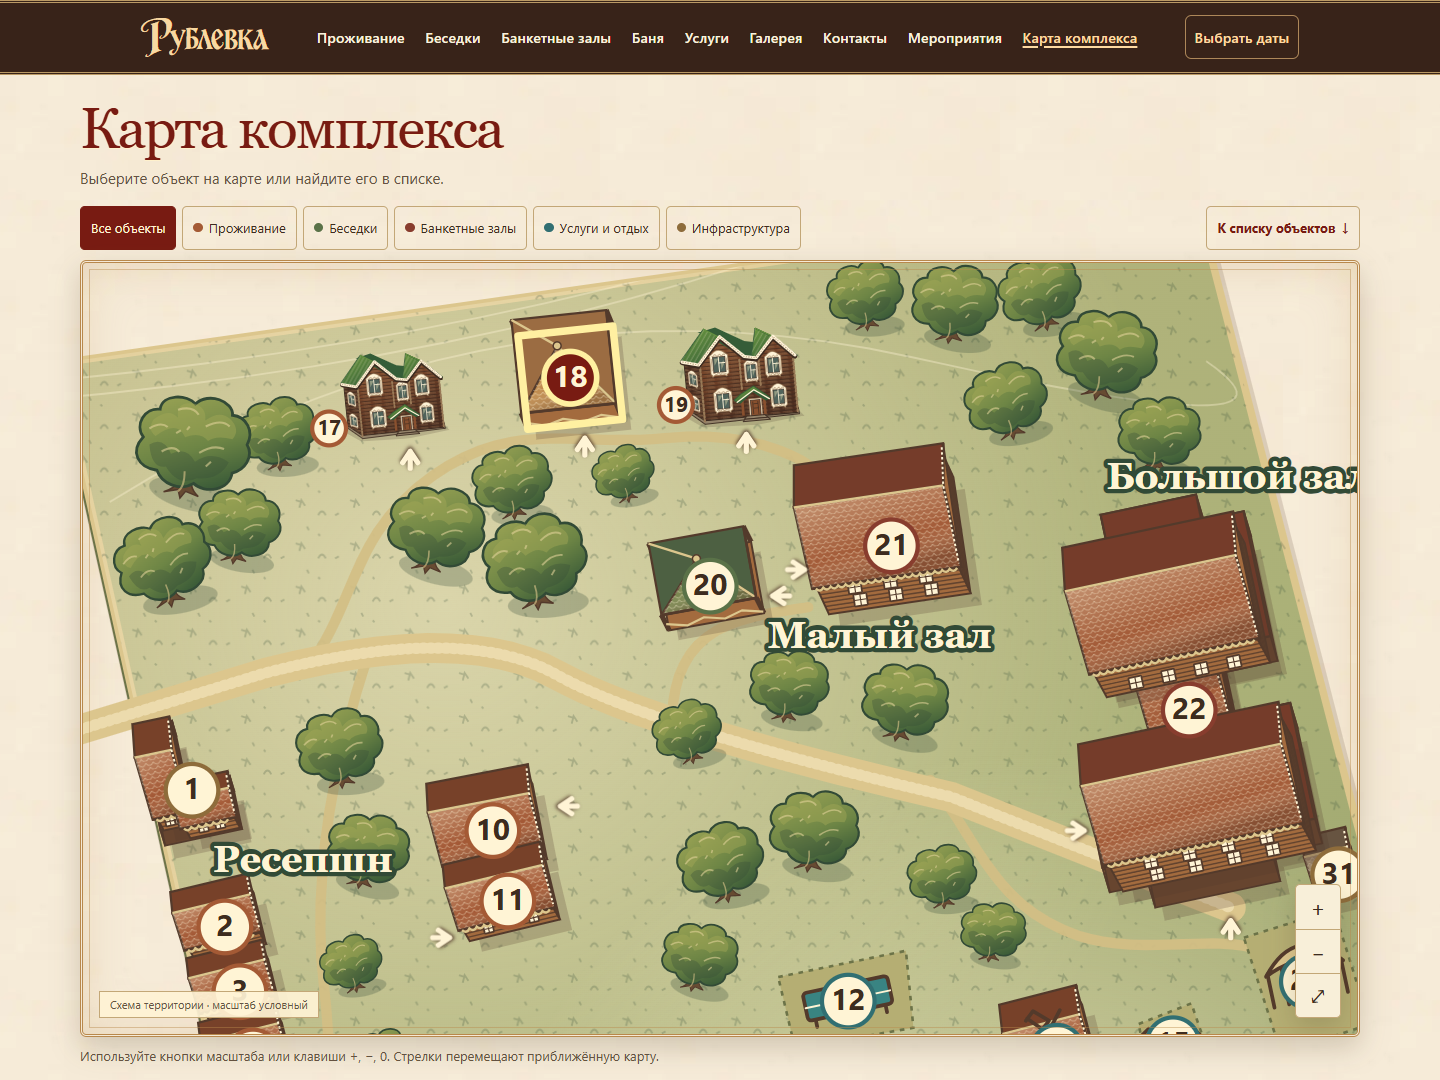 Рублевка
Проживание Беседки Банкетные залы Баня Услуги Галерея Контакты Мероприятия Карта комплекса Выбрать даты
Карта комплекса
Выберите объект на карте или найдите его в списке.
Все объекты Проживание Беседки Банкетные залы Услуги и отдых Инфраструктура К списку объектов ↓
18
19
17
Большой зал
21
20
Малый зал
22
1
10
Ресепшн
31
11
2
3
12
+
−
Схема территории · масштаб условный
Используйте кнопки масштаба или клавиши +, −, 0. Стрелки перемещают приближённую карту.